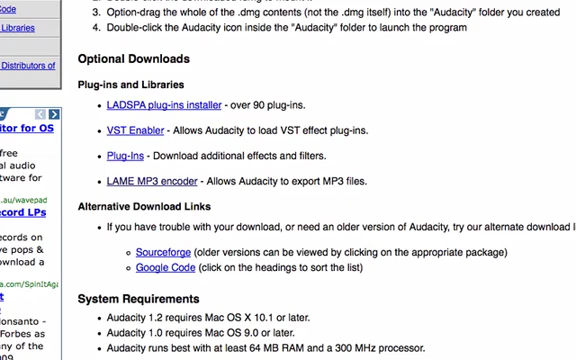 3. Option-drag the whole of the .dmg contents (not the .dmg itself) into the "Audacity" folder you created
4. Double-click the Audacity icon inside the "Audacity" folder to launch the program
Optional Downloads
Plug-ins and Libraries
• LADSPA plug-ins installer - over 90 plug-ins.
• VST Enabler - Allows Audacity to load VST effect plug-ins.
• Plug-Ins - Download additional effects and filters.
• LAME MP3 encoder - Allows Audacity to export MP3 files.
Alternative Download Links
• If you have trouble with your download, or need an older version of Audacity, try our alternate download
Sourceforge (older versions can be viewed by clicking on the appropriate package)
Google Code (click on the headings to sort the list)
System Requirements
• Audacity 1.2 requires Mac OS X 10.1 or later.
• Audacity 1.0 requires Mac OS 9.0 or later.
• Audacity runs best with at least 64 MB RAM and a 300 MHz processor.
Code
Libraries
Distributors of
itor for OS
free
al audio
tware for
.au/wavepad
ecord LPs
ecords on
ve pops &
ownload a
a.com/SpinItAga
onsanto -
Forbes as
ny of the